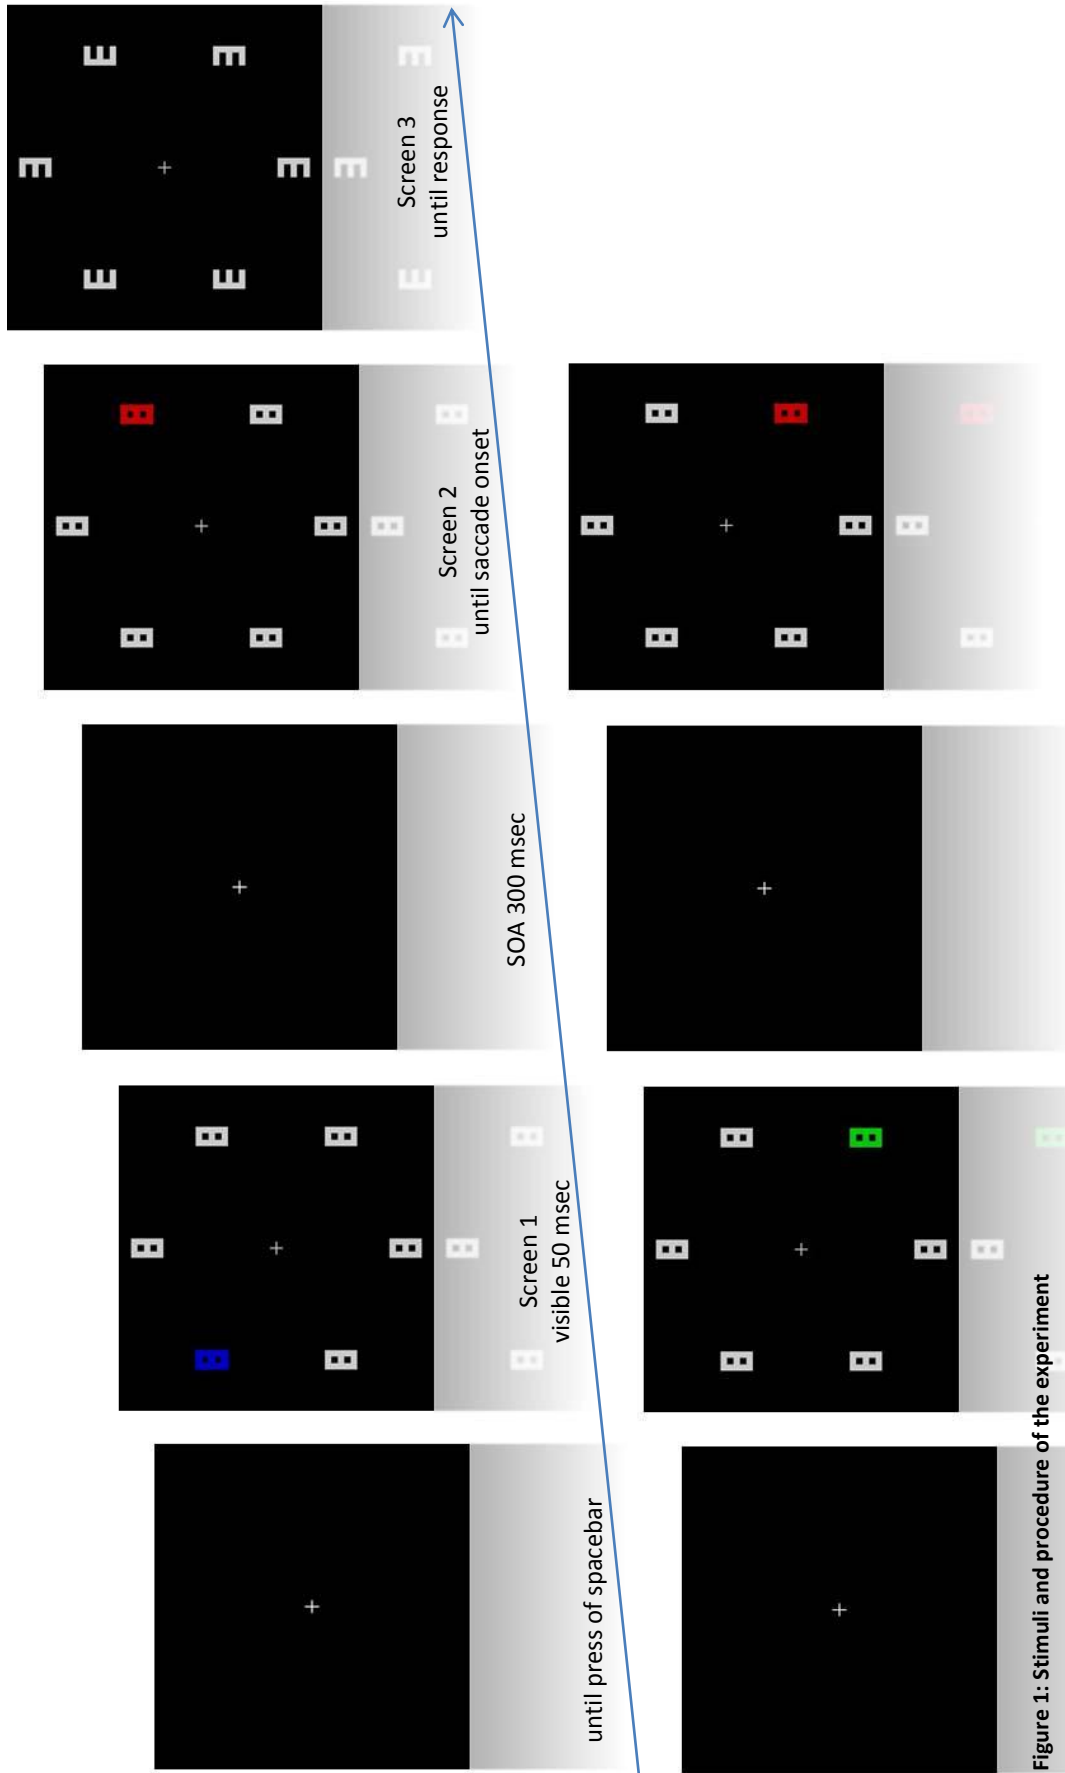 until press of spacebar
Screen 1
visible 50 msec
SOA 300 msec
Screen 2
until saccade onset
Screen 3
until response
Figure 1: Stimuli and procedure of the experiment